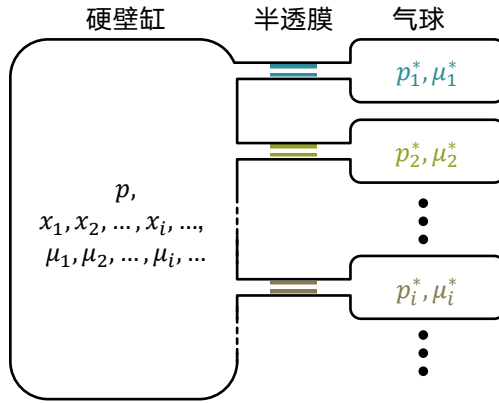 硬壁缸 半透膜 气球
p₁*, μ₁*
p₂*, μ₂*
p,
x₁, x₂, …, xᵢ, …,
μ₁, μ₂, …, μᵢ, …
pᵢ*, μᵢ*